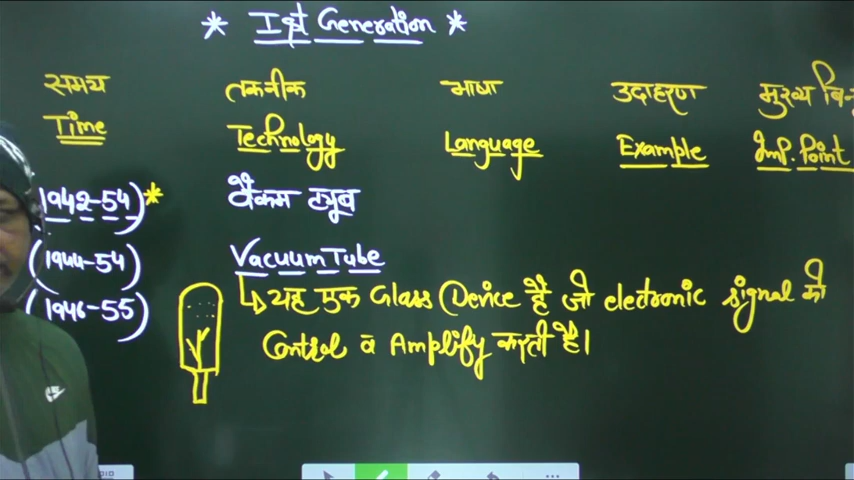 * Ist Generation *
समय तकनीक भाषा उदाहरण मुख्य
Time Technology Language Example Imp. Point
(1942-54)* वैकम ट्यूब
(1944-54) Vacuum Tube
(1946-55) यह एक Glass Device है जो electronic signal को
Control व Amplify करती है।